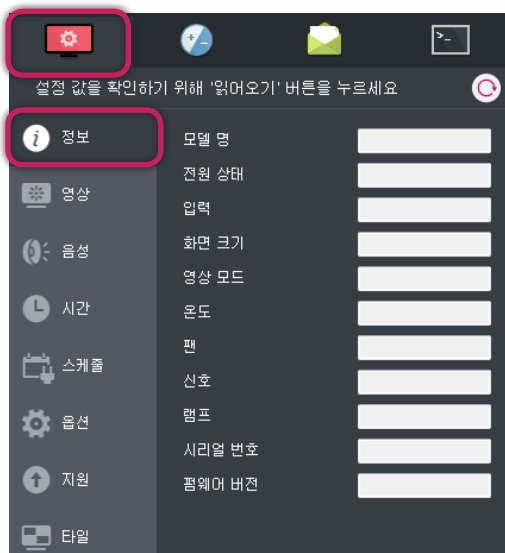 설정 값을 확인하기 위해 '읽어오기' 버튼을 누르세요
정보
영상
음성
시간
스케줄
옵션
지원
타일
모델 명
전원 상태
입력
화면 크기
영상 모드
온도
팬
신호
램프
시리얼 번호
펌웨어 버전